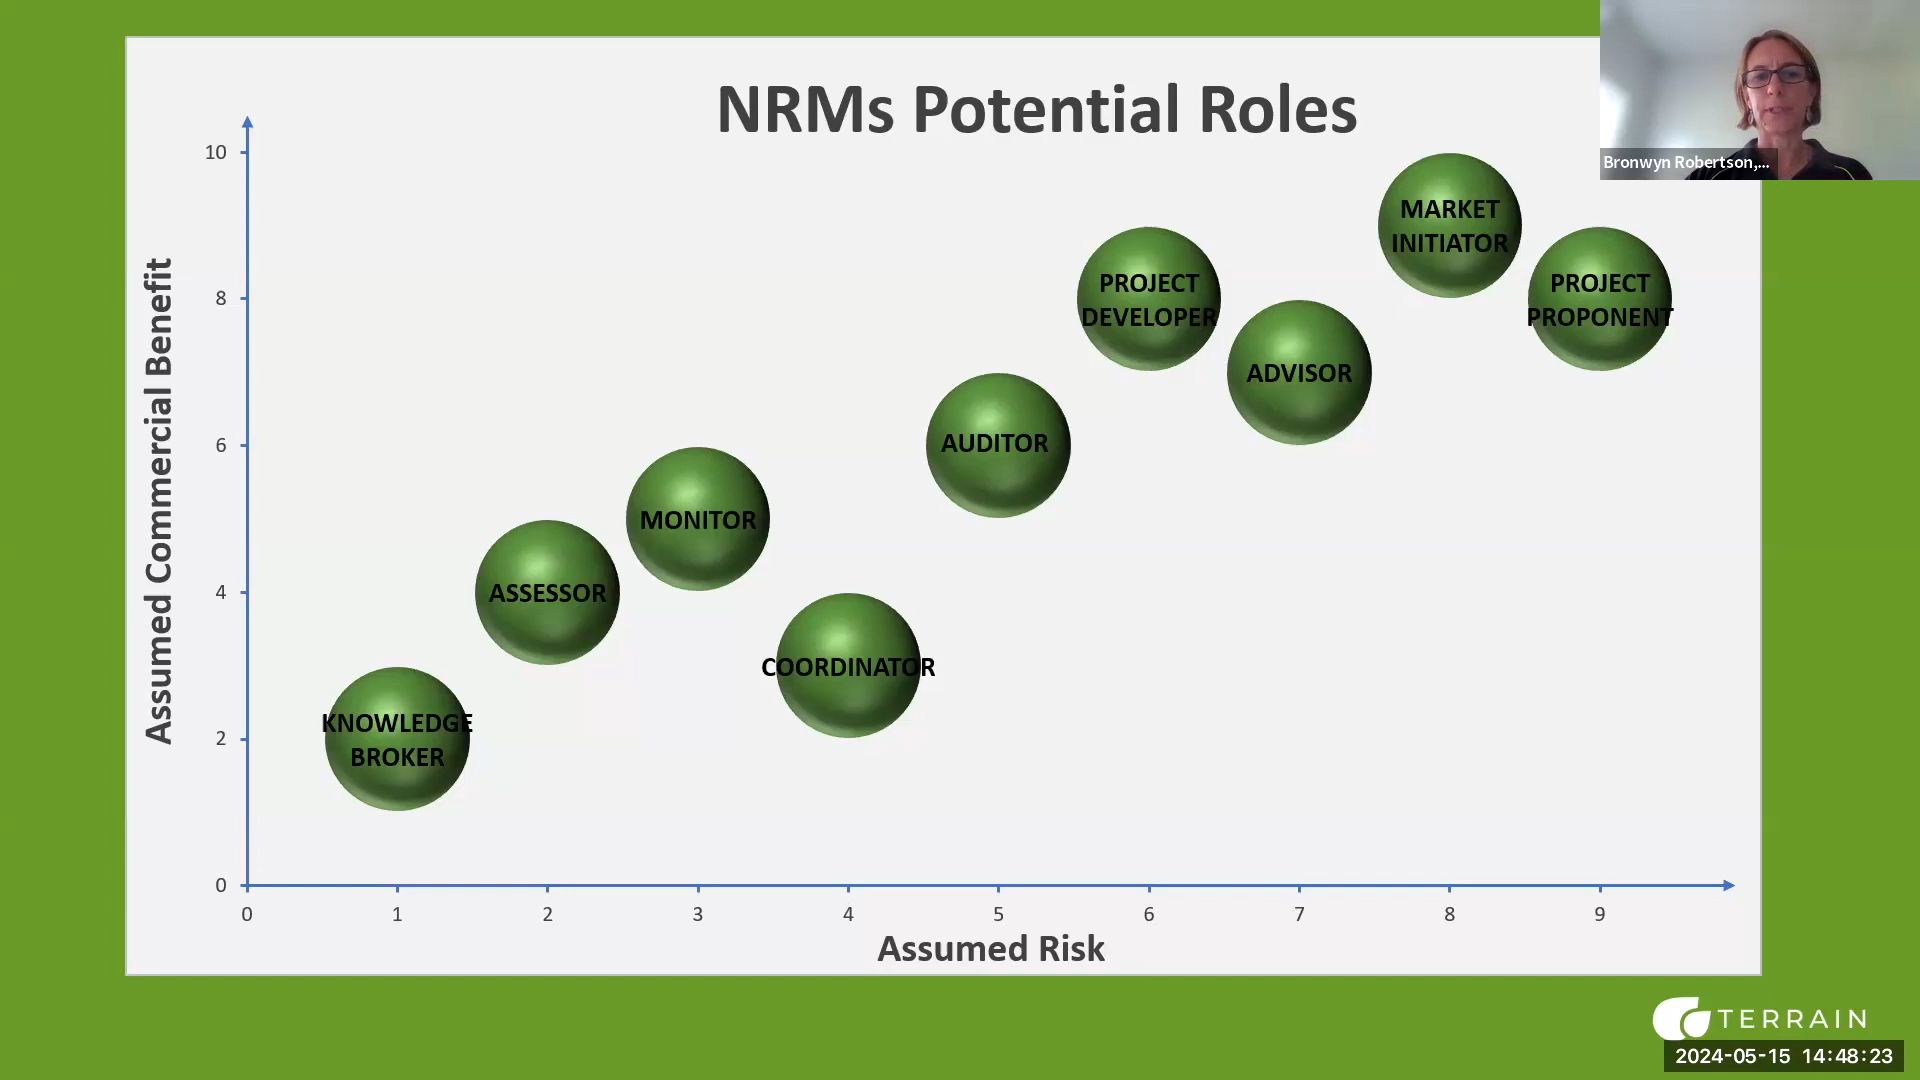 NRMs Potential Roles
Bronwyn Robertson,...
Assumed Commercial Benefit
10
8
6
4
2
0
MARKET
INITIATOR
PROJECT
DEVELOPER
PROJECT
PROPONENT
ADVISOR
AUDITOR
MONITOR
ASSESSOR
COORDINATOR
KNOWLEDGE
BROKER
0 1 2 3 4 5 6 7 8 9
Assumed Risk
TERRAIN
2024-05-15 14:48:23